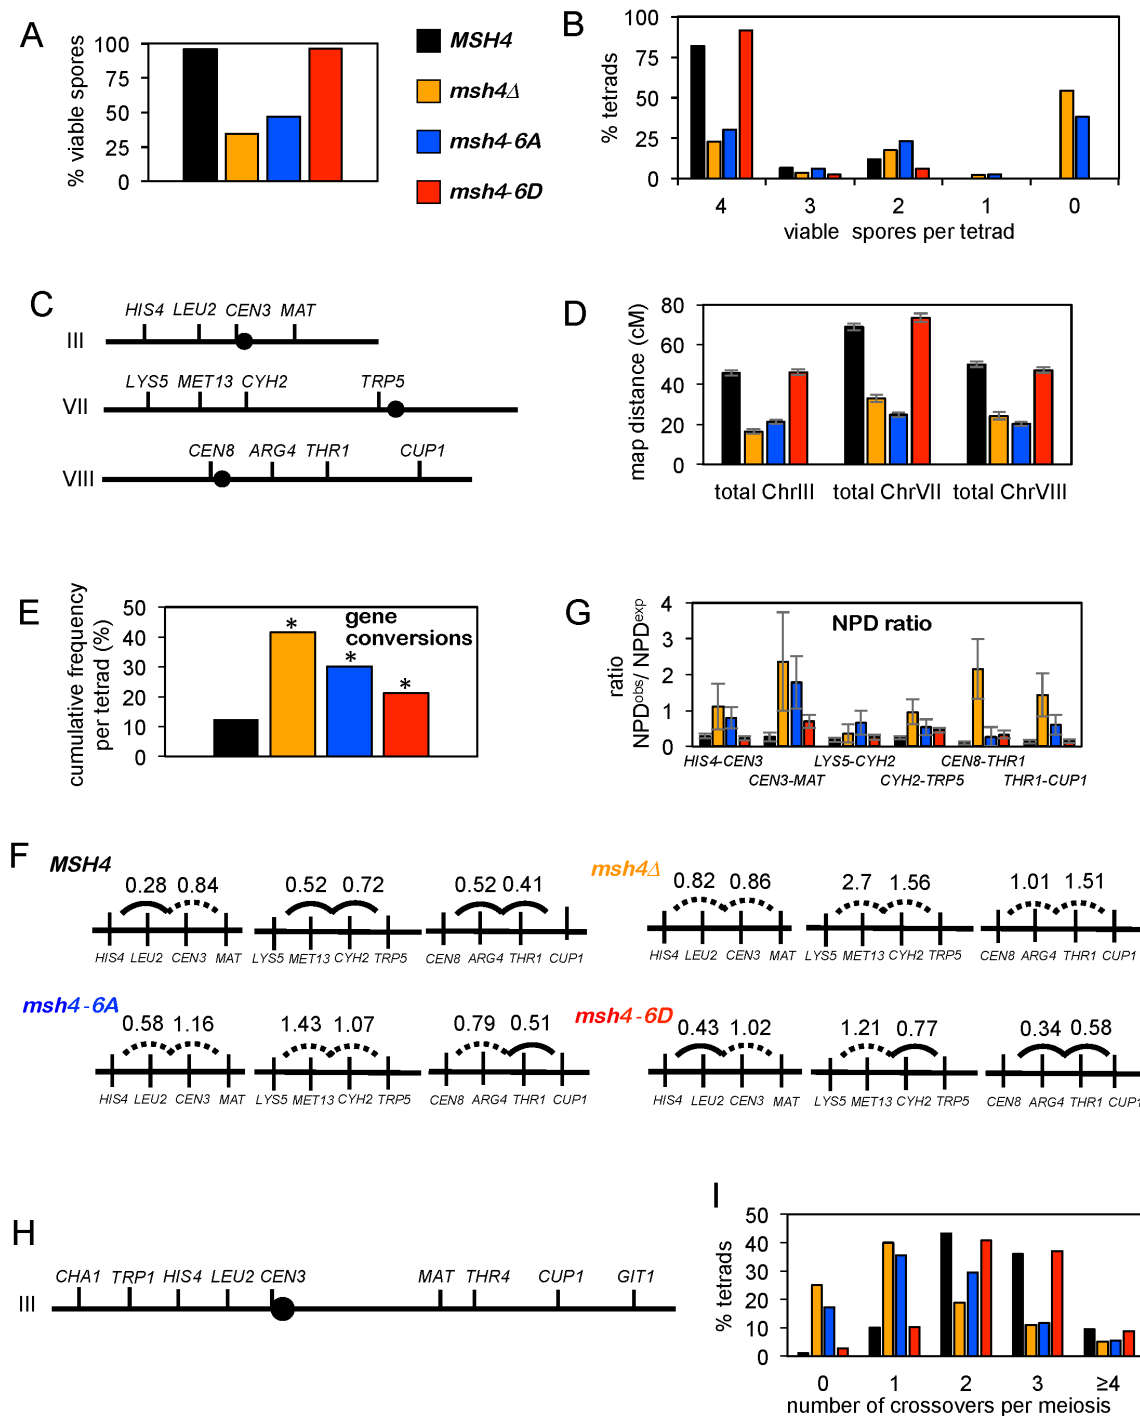 A
% viable spores
100
75
50
25
0
MSH4
msh4Δ
msh4-6A
msh4-6D
B
% tetrads
100
75
50
25
0
4 3 2 1 0
viable spores per tetrad
C
HIS4 LEU2 CEN3 MAT
III
LYS5 MET13 CYH2 TRP5
VII
CEN8 ARG4 THR1 CUP1
VIII
D
map distance (cM)
80
60
40
20
0
total ChrIII total ChrVII total ChrVIII
E
cumulative frequency
per tetrad (%)
50
40
30
20
10
0
gene
conversions
* * *
G
ratio
NPDobs/ NPDexp
4
3
2
1
0
NPD ratio
HIS4-CEN3 LYS5-CYH2 CEN8-THR1
CEN3-MAT CYH2-TRP5 THR1-CUP1
F
MSH4
0.28 0.84 0.52 0.72 0.52 0.41
HIS4 LEU2 CEN3 MAT LYS5 MET13 CYH2 TRP5 CEN8 ARG4 THR1 CUP1
msh4Δ
0.82 0.86 2.7 1.56 1.01 1.51
HIS4 LEU2 CEN3 MAT LYS5 MET13 CYH2 TRP5 CEN8 ARG4 THR1 CUP1
msh4-6A
0.58 1.16 1.43 1.07 0.79 0.51
HIS4 LEU2 CEN3 MAT LYS5 MET13 CYH2 TRP5 CEN8 ARG4 THR1 CUP1
msh4-6D
0.43 1.02 1.21 0.77 0.34 0.58
HIS4 LEU2 CEN3 MAT LYS5 MET13 CYH2 TRP5 CEN8 ARG4 THR1 CUP1
H
CHA1 TRP1 HIS4 LEU2 CEN3 MAT THR4 CUP1 GIT1
III
I
% tetrads
50
40
30
20
10
0
0 1 2 3 ≥4
number of crossovers per meiosis